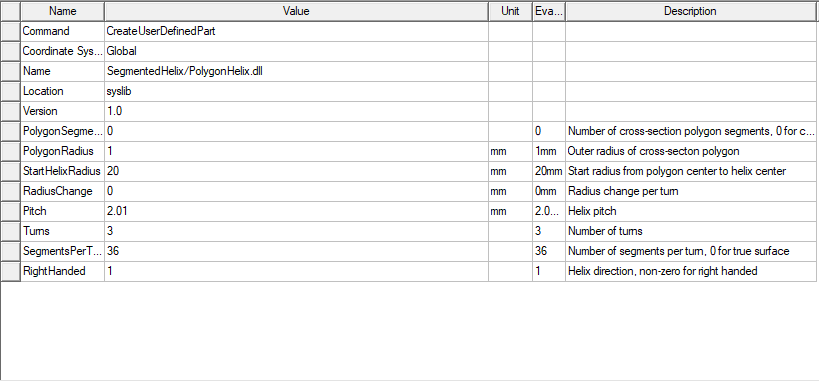 Name Value Unit Eva... Description
Command CreateUserDefinedPart
Coordinate Sys... Global
Name SegmentedHelix/PolygonHelix.dll
Location syslib
Version 1.0
PolygonSegme... 0 0 Number of cross-section polygon segments, 0 for c...
PolygonRadius 1 mm 1mm Outer radius of cross-secton polygon
StartHelixRadius 20 mm 20mm Start radius from polygon center to helix center
RadiusChange 0 mm 0mm Radius change per turn
Pitch 2.01 mm 2.0... Helix pitch
Turns 3 3 Number of turns
SegmentsPerT... 36 36 Number of segments per turn, 0 for true surface
RightHanded 1 1 Helix direction, non-zero for right handed